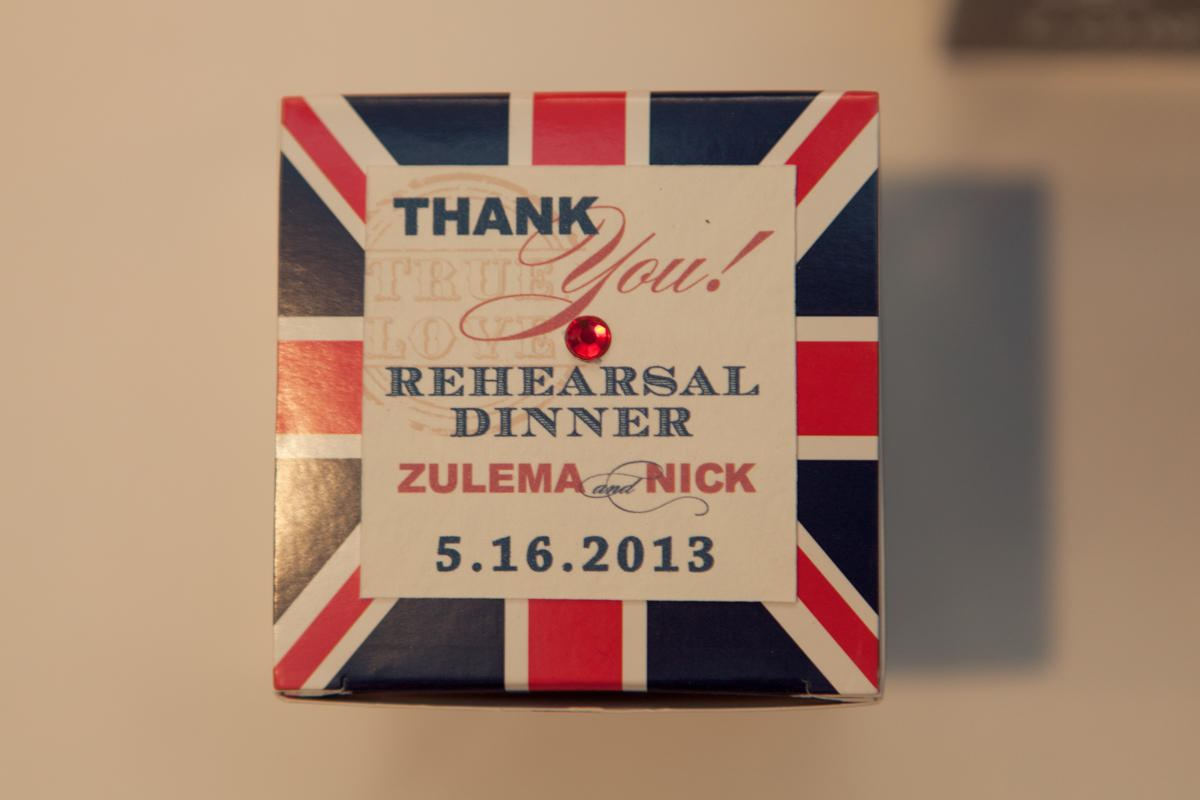 THANK
You!
TRUE
LOVE
REHEARSAL
DINNER
ZULEMA and NICK
5.16.2013